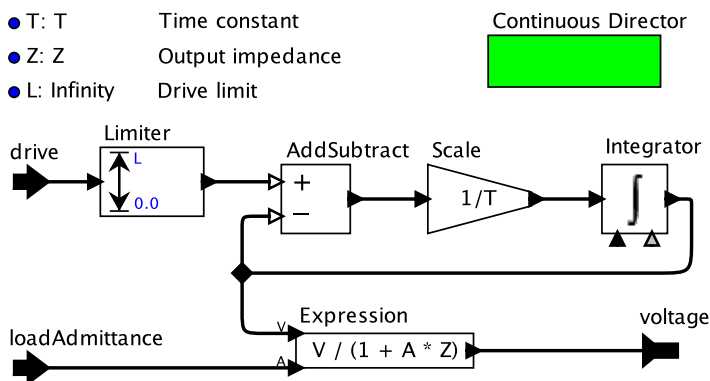 T: T Time constant
Continuous Director
Z: Z Output impedance
L: Infinity Drive limit
Limiter
drive
L
0.0
AddSubtract
+
−
Scale
1/T
Integrator
∫
Expression
V
V / (1 + A * Z)
A
loadAdmittance
voltage